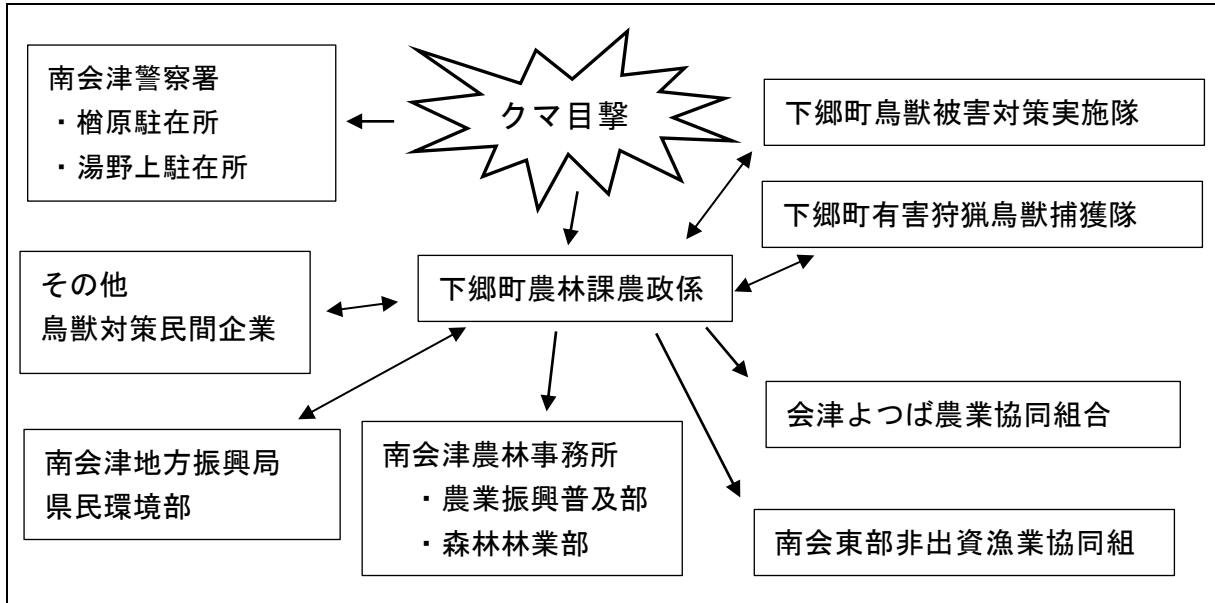 南会津警察署
・楢原駐在所
・湯野上駐在所
クマ目撃
下郷町鳥獣被害対策実施隊
下郷町有害狩猟鳥獣捕獲隊
その他
鳥獣対策民間企業
下郷町農林課農政係
会津よつば農業協同組合
南会津地方振興局
県民環境部
南会津農林事務所
・農業振興普及部
・森林林業部
南会東部非出資漁業協同組